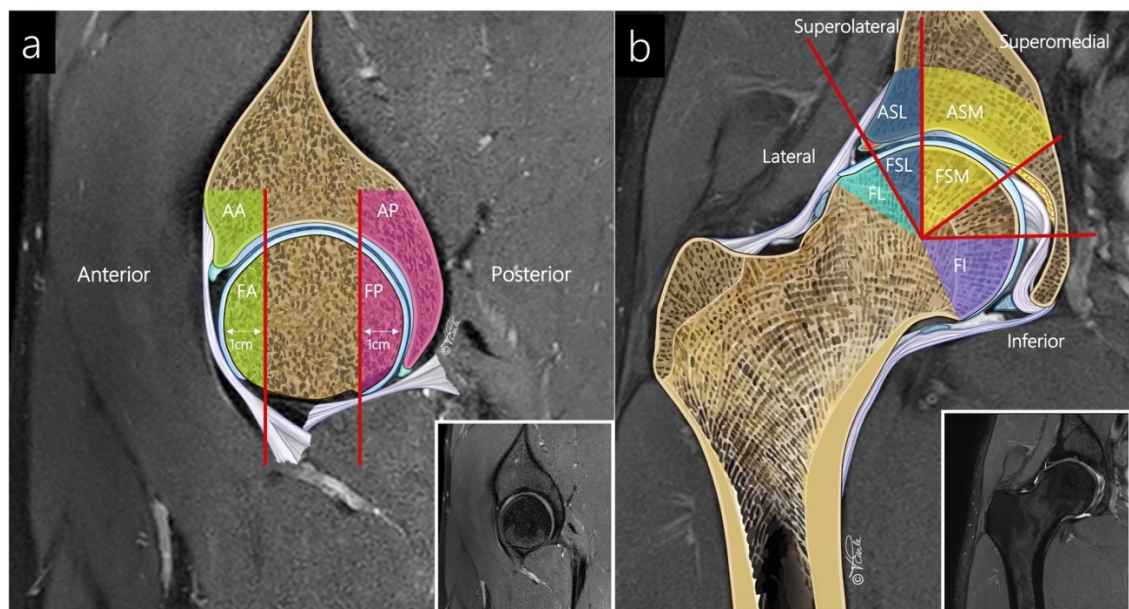 a
AA
AP
Anterior
Posterior
FA
FP
1cm
1cm
b
Superolateral
Superomedial
ASL
ASM
Lateral
FSL
FSM
FL
FI
Inferior